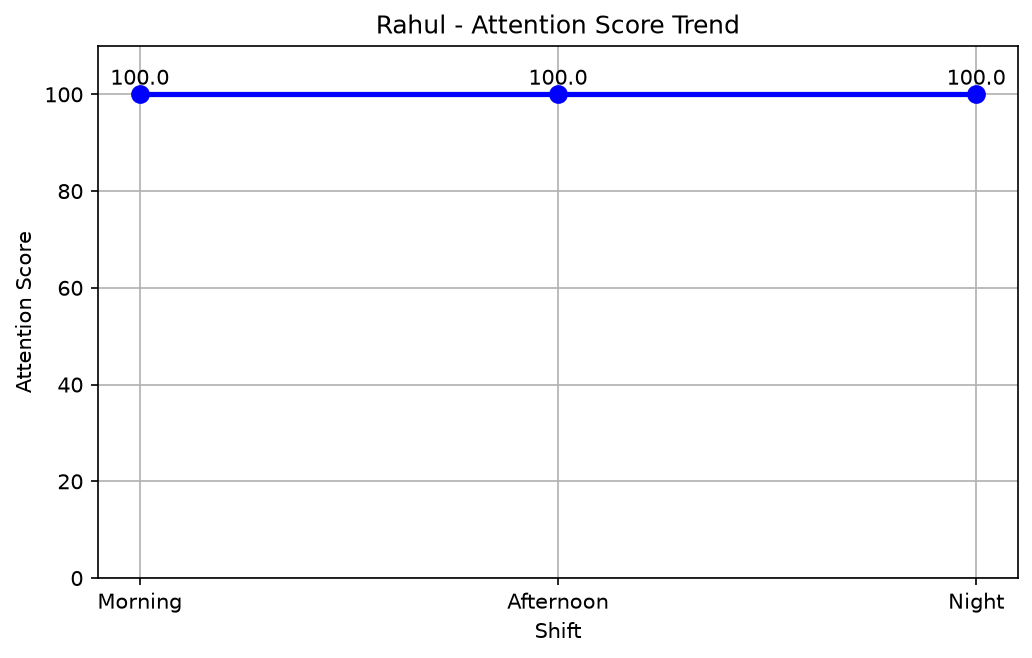 Rahul - Attention Score Trend
100.0 100.0 100.0
100
80
60
40
20
0
Attention Score
Morning Afternoon Night
Shift